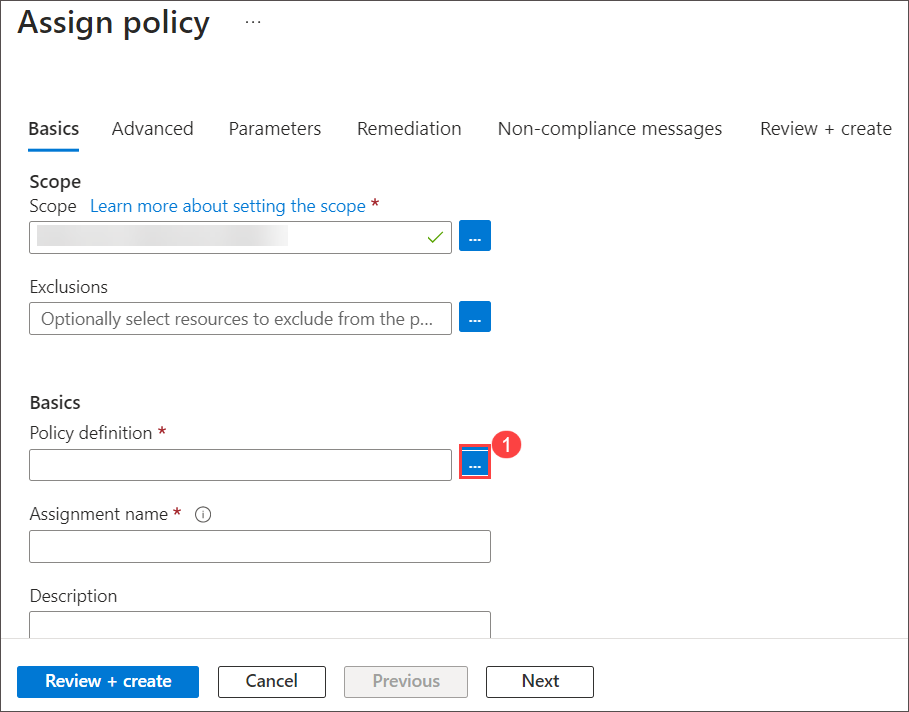 Assign policy ...
Basics Advanced Parameters Remediation Non-compliance messages Review + create
Scope
Scope Learn more about setting the scope *
...
Exclusions
Optionally select resources to exclude from the p... ...
Basics
Policy definition *
... 1
Assignment name * i
Description
Review + create Cancel Previous Next